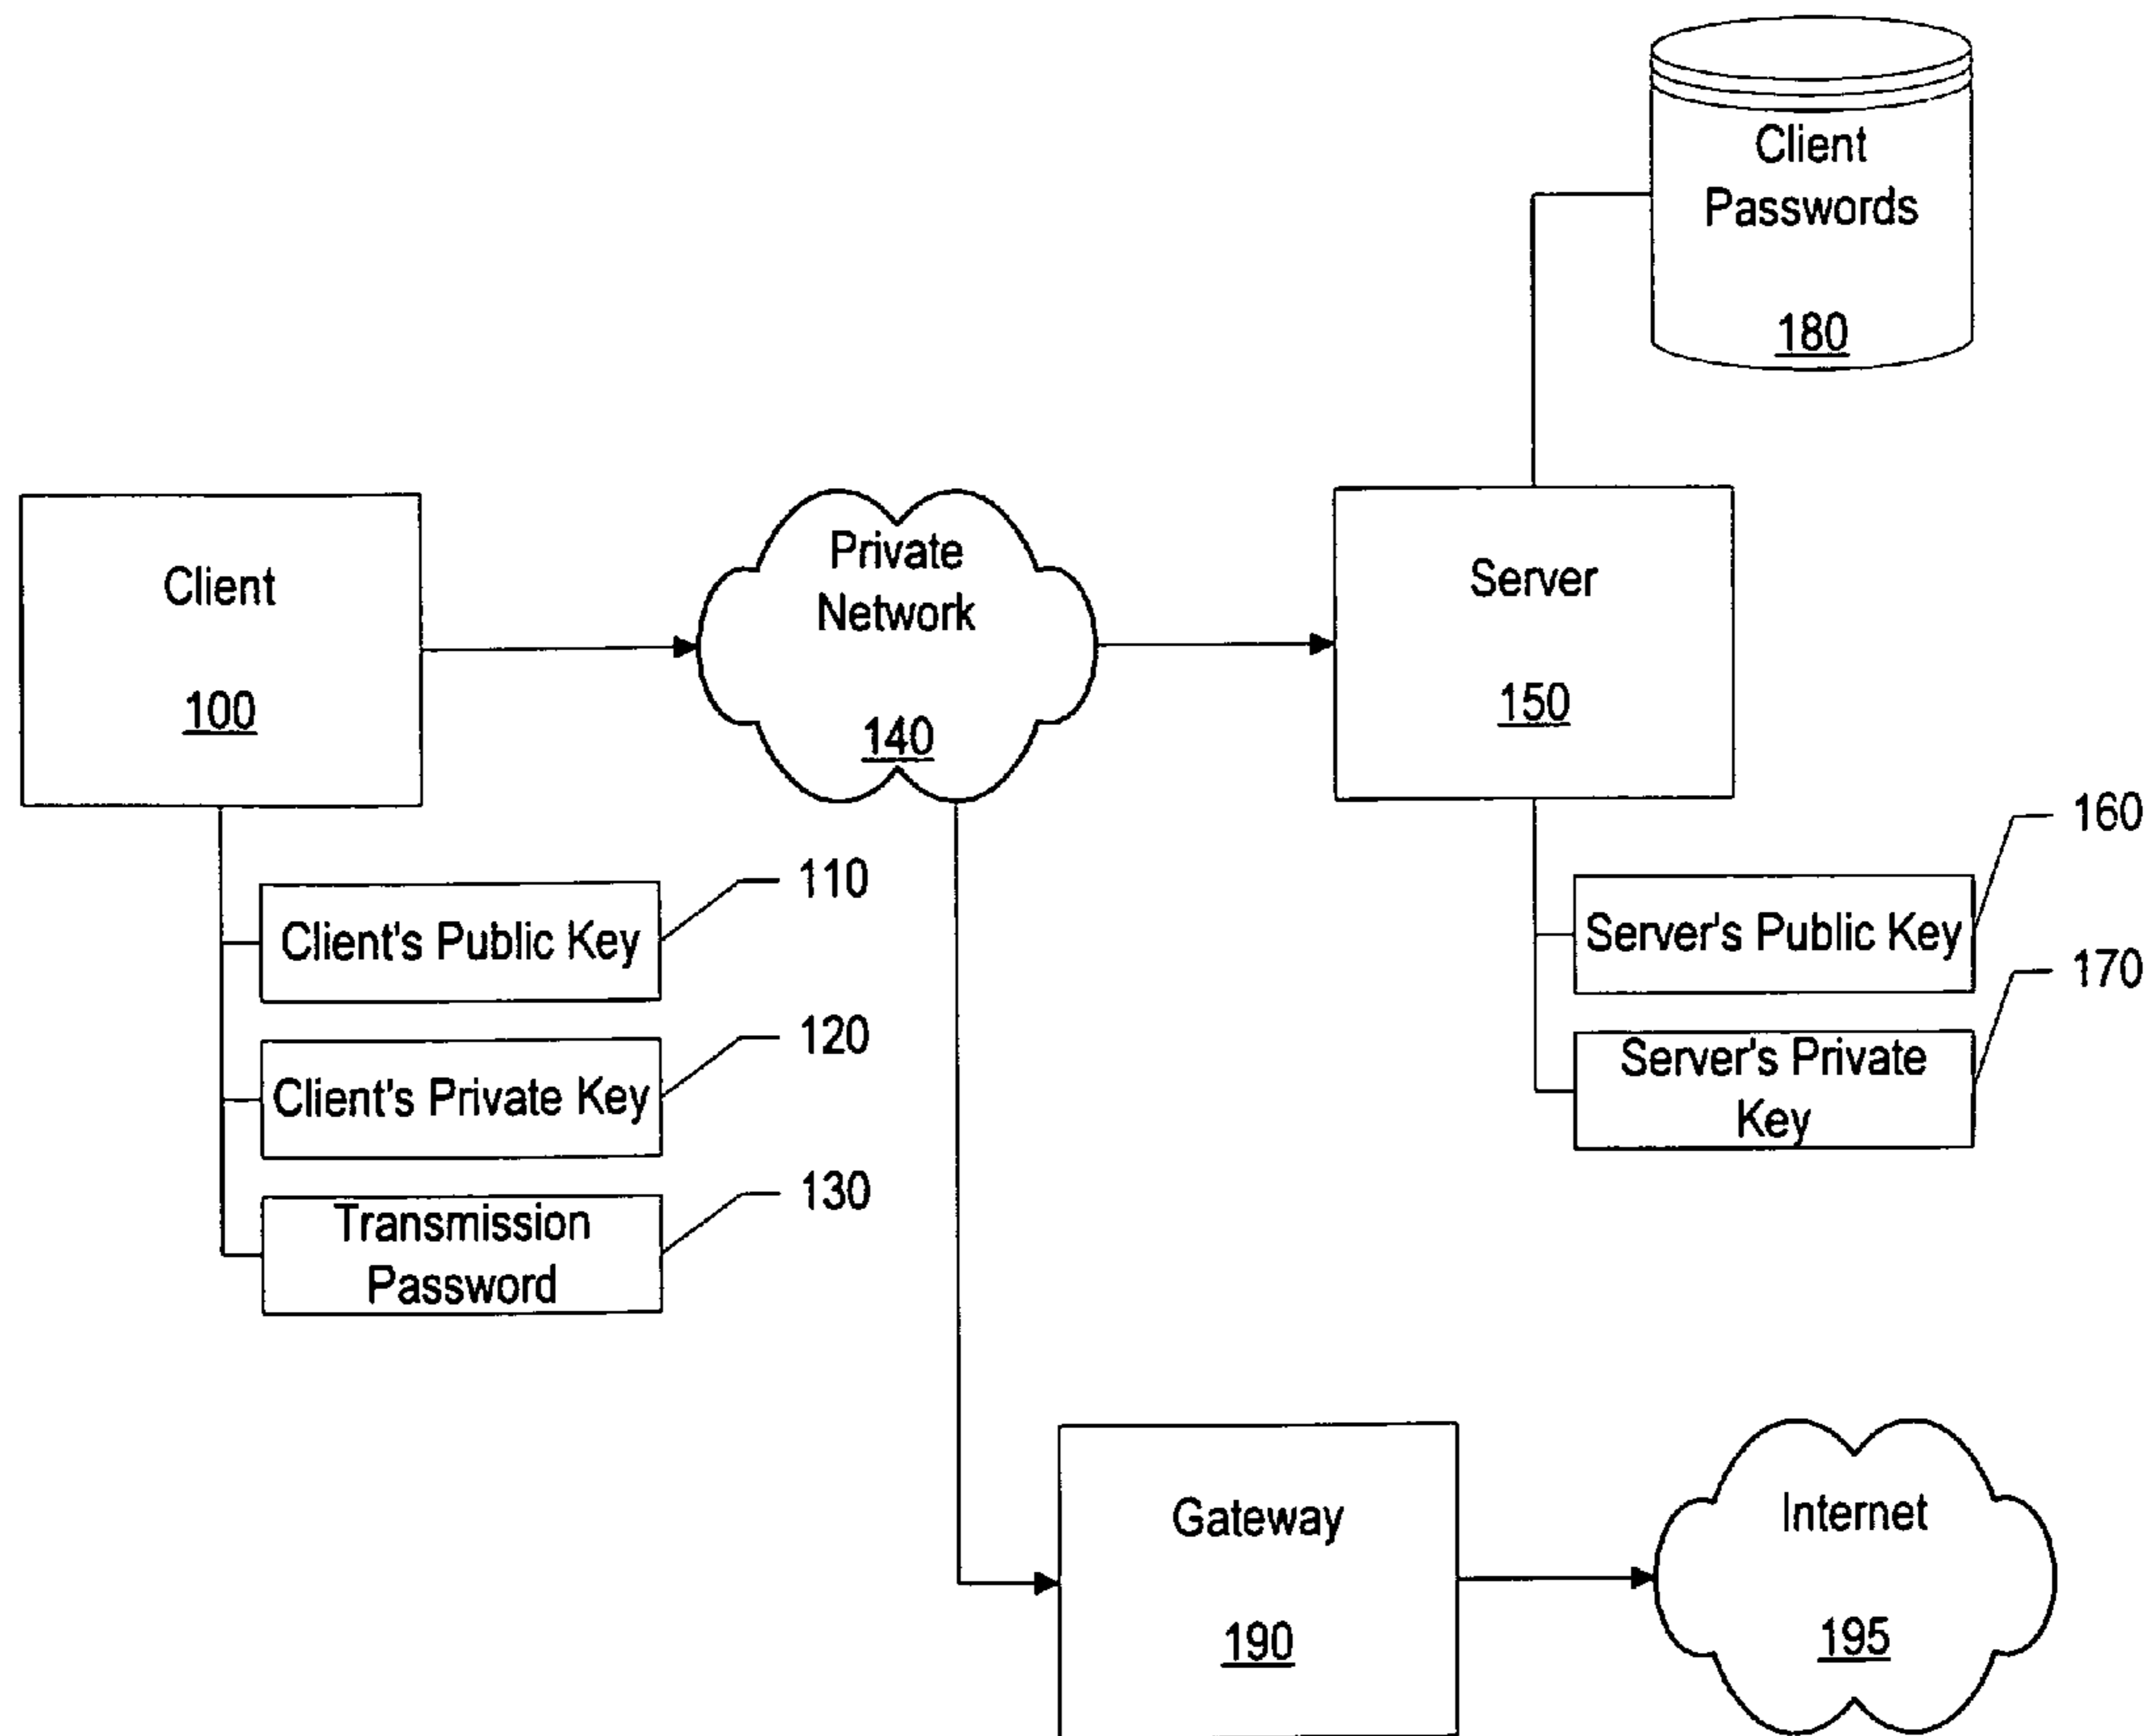 Client
Passwords
180
Client
100
Private
Network
140
Server
150
110
Client's Public Key
120
Client's Private Key
130
Transmission
Password
160
Server's Public Key
170
Server's Private
Key
Gateway
190
Internet
195